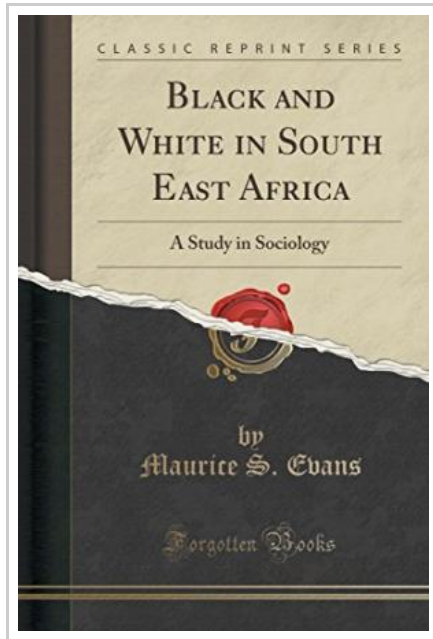 CLASSIC REPRINT SERIES
BLACK AND
WHITE IN SOUTH
EAST AFRICA
A Study in Sociology
by
Maurice S. Evans
Forgotten Books